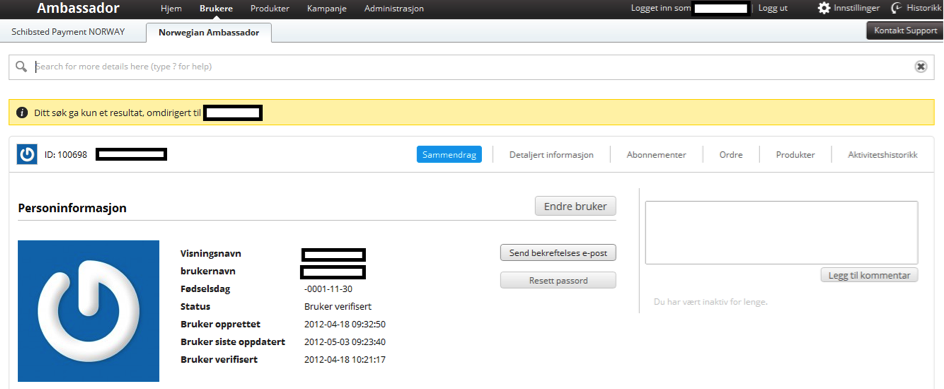 Ambassador Hjem Brukere Produkter Kampanje Administrasjon Logget inn som Logg ut Innstillinger Historikk
Schibsted Payment NORWAY Norwegian Ambassador Kontakt Support
Search for more details here (type ? for help)
Ditt søk ga kun et resultat, omdirigert til
ID: 100698 Sammendrag Detaljert informasjon Abonnementer Ordre Produkter Aktivitetshistorikk
Personinformasjon Endre bruker
Visningsnavn Send bekreftelses e-post
brukernavn
Fødselsdag -0001-11-30 Resett passord
Legg til kommentar
Status Bruker verifisert
Du har vært inaktiv for lenge.
Bruker opprettet 2012-04-18 09:32:50
Bruker siste oppdatert 2012-05-03 09:23:40
Bruker verifisert 2012-04-18 10:21:17